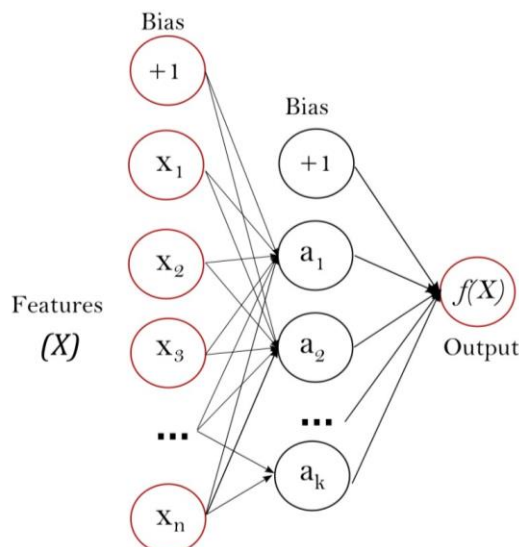 Bias
+1
x1
x2
x3
...
xn
Features
(X)
Bias
+1
a1
a2
...
ak
f(X)
Output